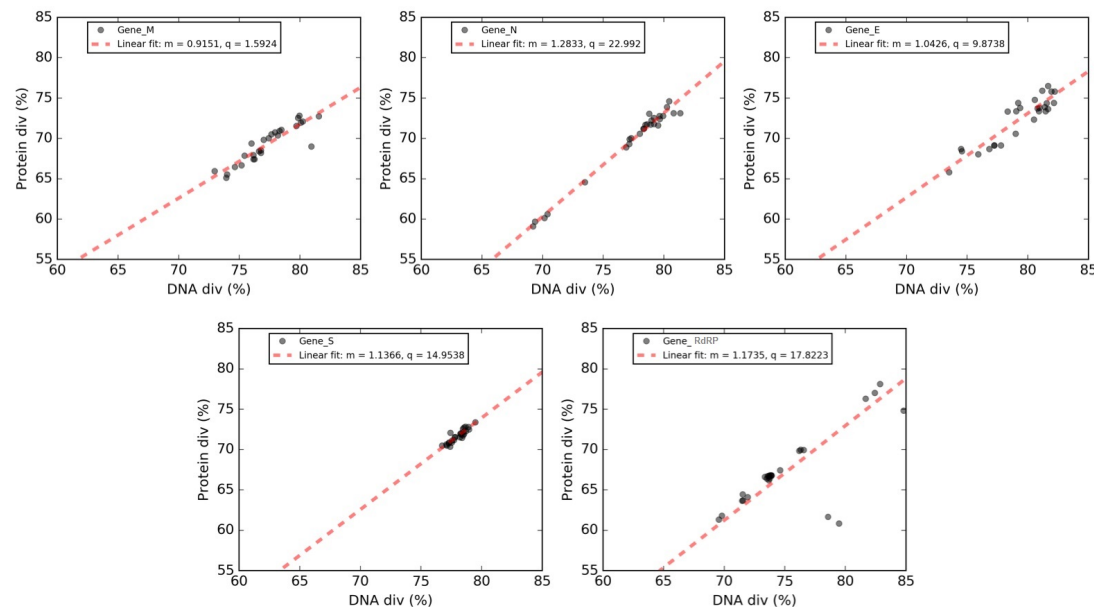 Gene_M
Linear fit: m = 0.9151, q = 1.5924
85
80
75
70
65
60
55
Protein div (%)
60 65 70 75 80 85
DNA div (%)
Gene_N
Linear fit: m = 1.2833, q = 22.992
85
80
75
70
65
60
55
Protein div (%)
60 65 70 75 80 85
DNA div (%)
Gene_E
Linear fit: m = 1.0426, q = 9.8738
85
80
75
70
65
60
55
Protein div (%)
60 65 70 75 80 85
DNA div (%)
Gene_S
Linear fit: m = 1.1366, q = 14.9538
85
80
75
70
65
60
55
Protein div (%)
60 65 70 75 80 85
DNA div (%)
Gene_ RdRP
Linear fit: m = 1.1735, q = 17.8223
85
80
75
70
65
60
55
Protein div (%)
60 65 70 75 80 85
DNA div (%)